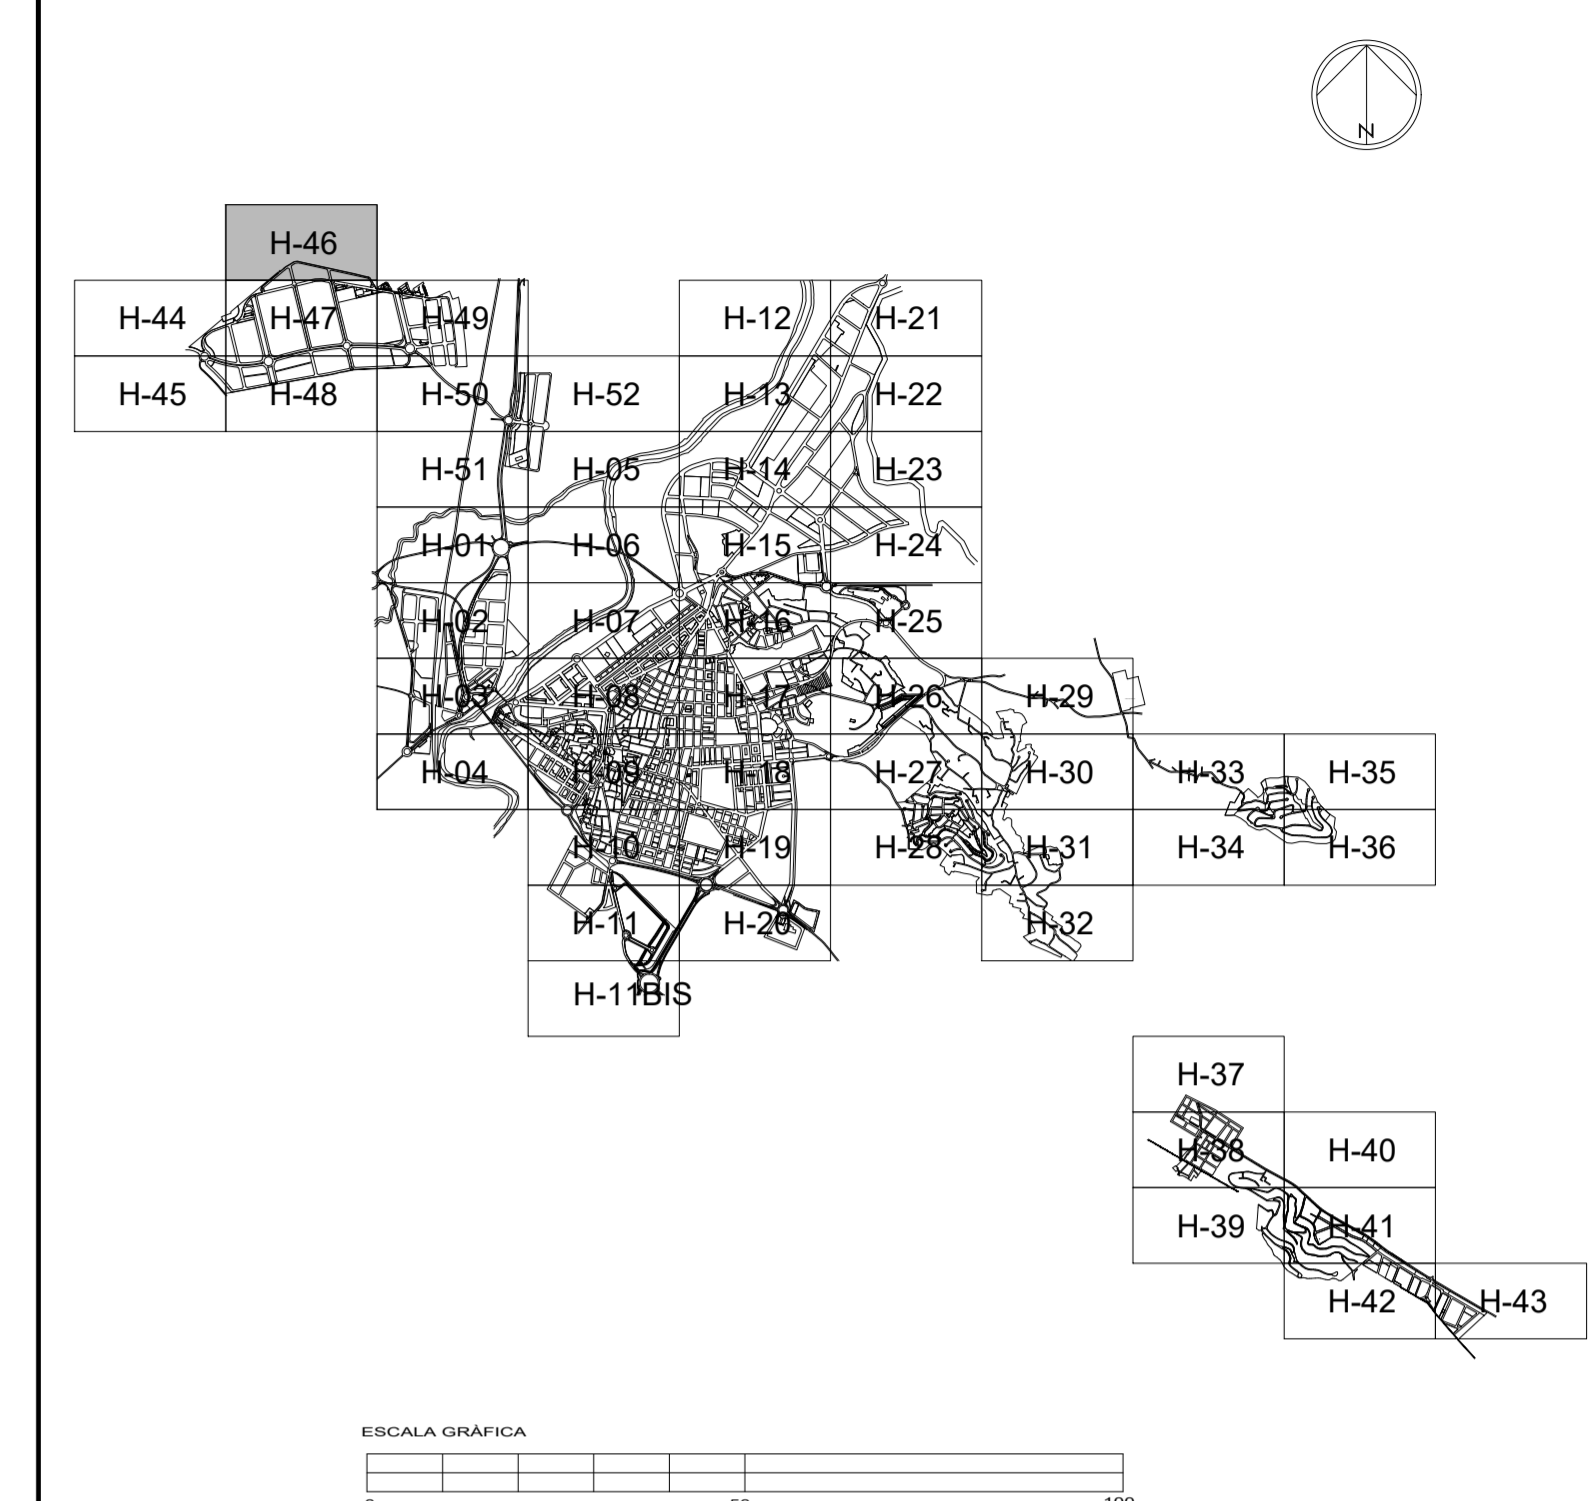 N
H-46
H-44 H-47 H-49 H-12 H-21
H-45 H-48 H-50 H-52 H-13 H-22
H-51 H-05 H-14 H-23
H-01 H-06 H-15 H-24
H-02 H-07 H-16 H-25
H-03 H-08 H-17 H-26 H-29
H-04 H-09 H-18 H-27 H-30 H-33 H-35
H-10 H-19 H-28 H-31 H-34 H-36
H-11 H-20 H-32
H-11BIS
H-37
H-38 H-40
H-39 H-41
H-42 H-43
ESCALA GRÀFICA